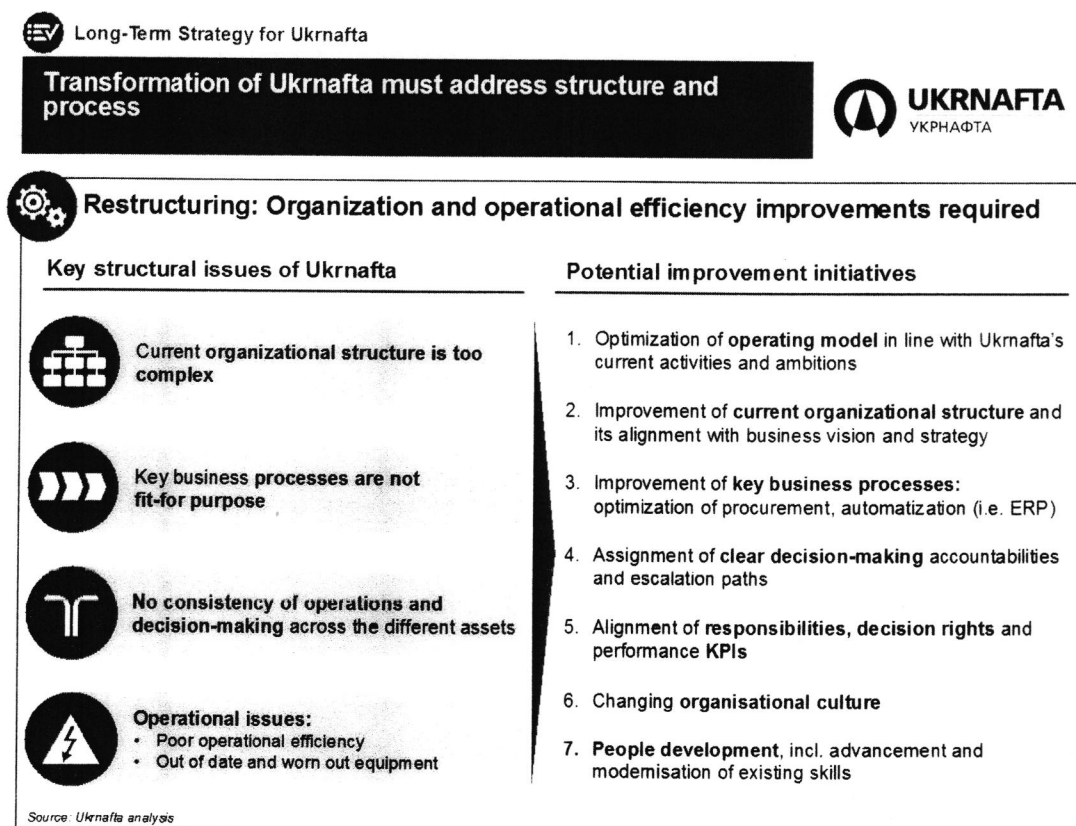 Long-Term Strategy for Ukrnafta
Transformation of Ukrnafta must address structure and
process
UKRNAFTA
УКРНАФТА
Restructuring: Organization and operational efficiency improvements required
Key structural issues of Ukrnafta
Current organizational structure is too
complex
Key business processes are not
fit-for purpose
No consistency of operations and
decision-making across the different assets
Operational issues:
• Poor operational efficiency
• Out of date and worn out equipment
Potential improvement initiatives
1. Optimization of operating model in line with Ukrnafta's
current activities and ambitions
2. Improvement of current organizational structure and
its alignment with business vision and strategy
3. Improvement of key business processes:
optimization of procurement, automatization (i.e. ERP)
4. Assignment of clear decision-making accountabilities
and escalation paths
5. Alignment of responsibilities, decision rights and
performance KPIs
6. Changing organisational culture
7. People development, incl. advancement and
modernisation of existing skills
Source: Ukrnafta analysis